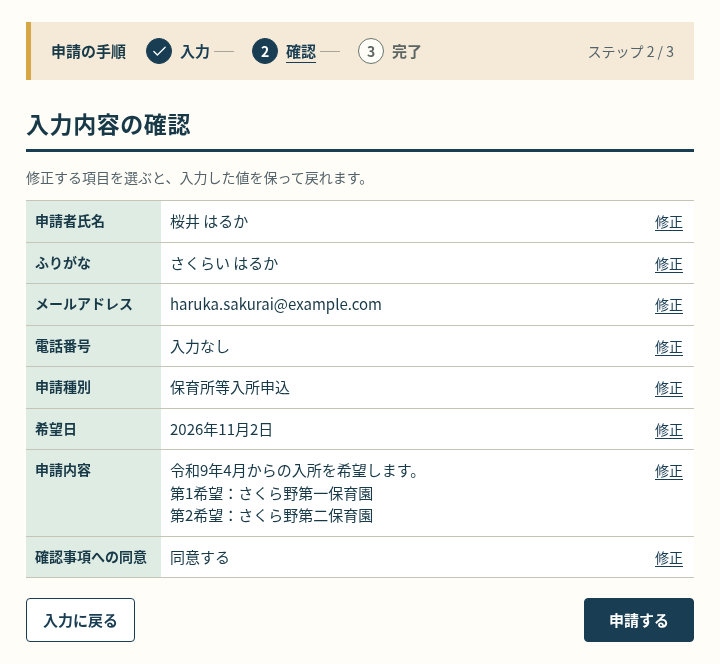 申請の手順 入力 2 確認 3 完了 ステップ 2 / 3
入力内容の確認
修正する項目を選ぶと、入力した値を保って戻れます。
申請者氏名 桜井 はるか 修正
ふりがな さくらい はるか 修正
メールアドレス haruka.sakurai@example.com 修正
電話番号 入力なし 修正
申請種別 保育所等入所申込 修正
希望日 2026年11月2日 修正
申請内容 令和9年4月からの入所を希望します。 修正
第1希望：さくら野第一保育園
第2希望：さくら野第二保育園
確認事項への同意 同意する 修正
入力に戻る 申請する